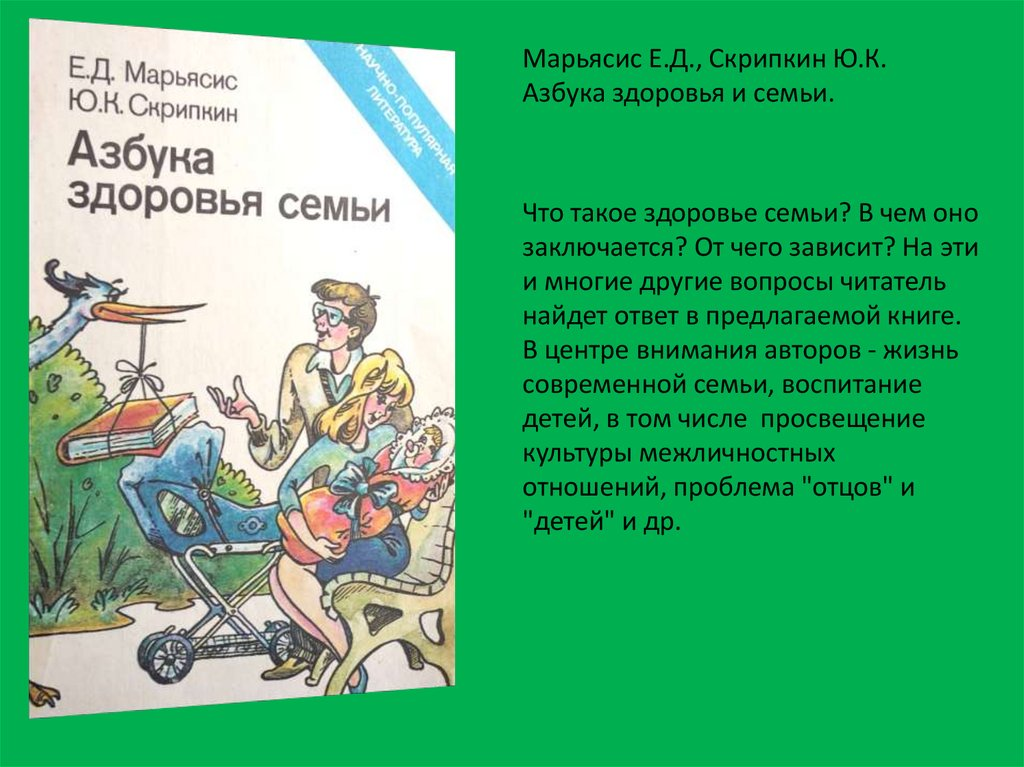 Е.Д. Марьясис
Ю.К. Скрипкин
Азбука
здоровья семьи
НАУЧНО-ПОПУЛЯРНАЯ
ЛИТЕРАТУРА
Марьясис Е.Д., Скрипкин Ю.К.
Азбука здоровья и семьи.
Что такое здоровье семьи? В чем оно
заключается? От чего зависит? На эти
и многие другие вопросы читатель
найдет ответ в предлагаемой книге.
В центре внимания авторов - жизнь
современной семьи, воспитание
детей, в том числе  просвещение
культуры межличностных
отношений, проблема "отцов" и
"детей" и др.